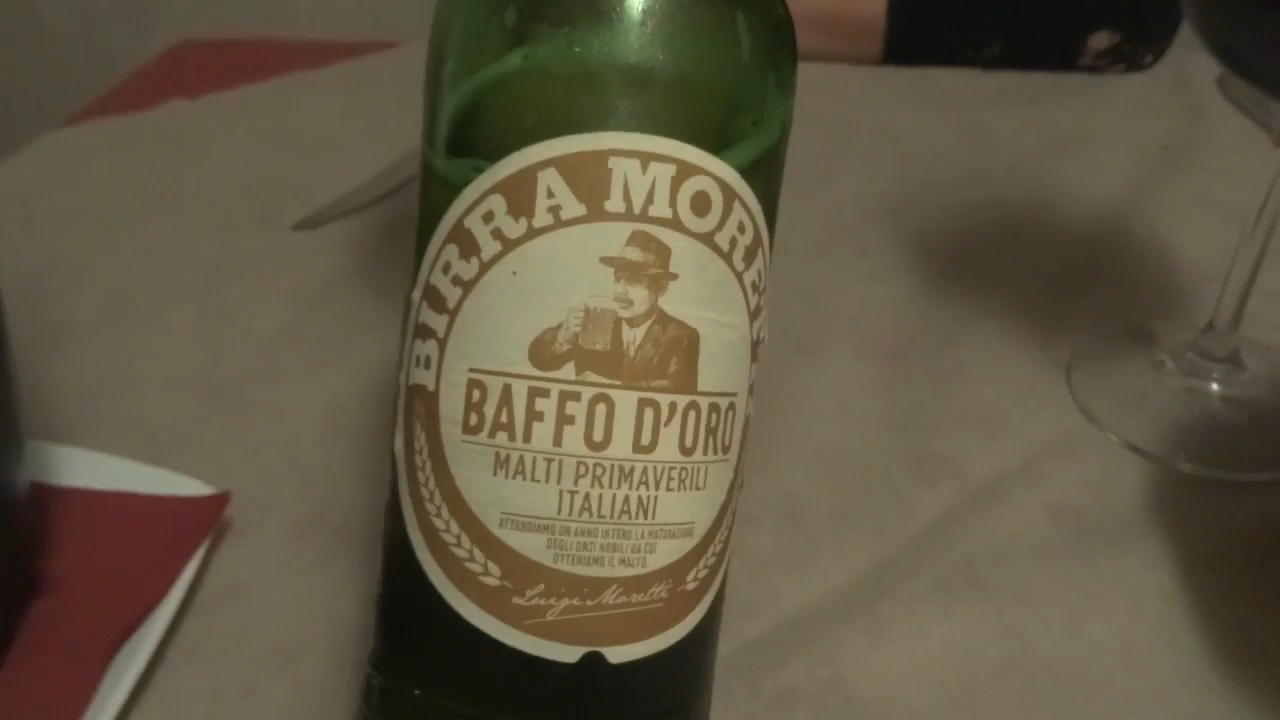 BIRRA MORETTI
BAFFO D'ORO
MALTI PRIMAVERILI
ITALIANI
ATTENDIAMO UN ANNO INTERO LA MATURAZIONE
DEGLI ORZI NOBILI DA CUI
OTTENIAMO IL MALTO.
Luigi Moretti